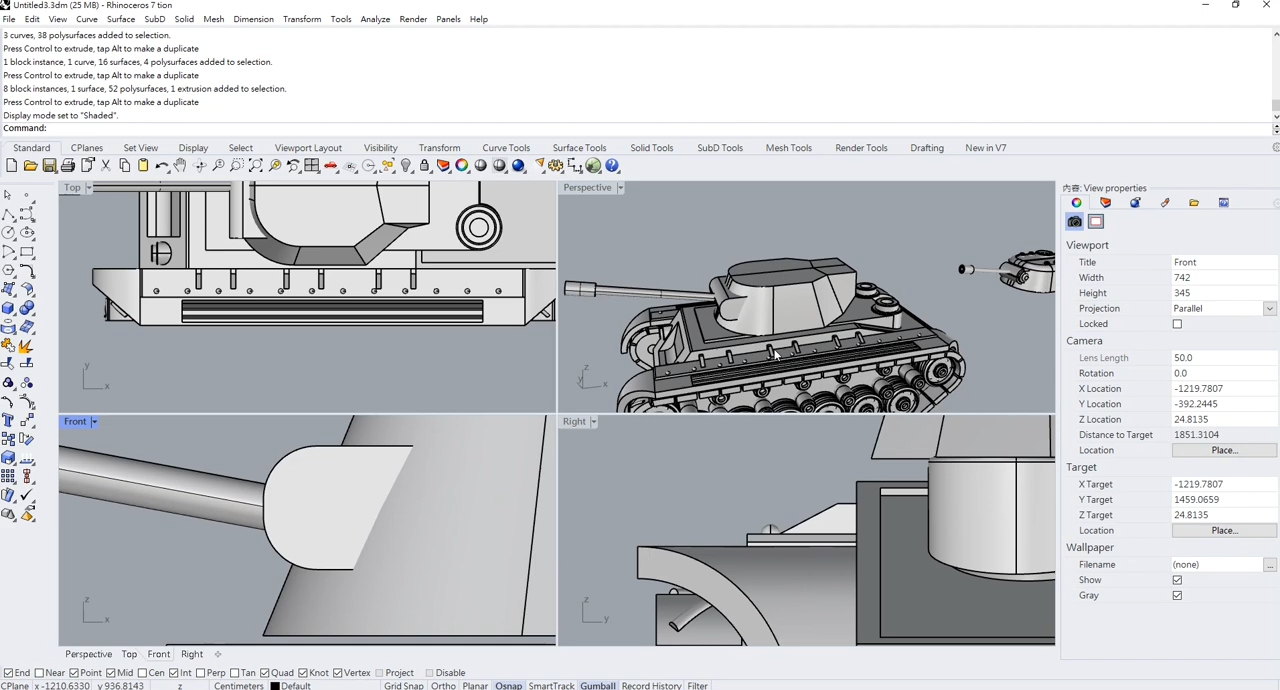 Untitled3.3dm (25 MB) - Rhinoceros 7 tion
File Edit View Curve Surface SubD Solid Mesh Dimension Transform Tools Analyze Render Panels Help
3 curves, 38 polysurfaces added to selection.
Press Control to extrude, tap Alt to make a duplicate
1 block instance, 1 curve, 16 surfaces, 4 polysurfaces added to selection.
Press Control to extrude, tap Alt to make a duplicate
8 block instances, 1 surface, 52 polysurfaces, 1 extrusion added to selection.
Press Control to extrude, tap Alt to make a duplicate
Display mode set to "Shaded".
Command:
Standard CPlanes Set View Display Select Viewport Layout Visibility Transform Curve Tools Surface Tools Solid Tools SubD Tools Mesh Tools Render Tools Drafting New in V7
Top
y
x
Perspective
z
y
x
Front
z
x
Right
z
y
內容: View properties
Viewport
Title Front
Width 742
Height 345
Projection Parallel
Locked
Camera
Lens Length 50.0
Rotation 0.0
X Location -1219.7807
Y Location -392.2445
Z Location 24.8135
Distance to Target 1851.3104
Location Place...
Target
X Target -1219.7807
Y Target 1459.0659
Z Target 24.8135
Location Place...
Wallpaper
Filename (none) ...
Show
Gray
Perspective Top Front Right
End Near Point Mid Cen Int Perp Tan Quad Knot Vertex Project Disable
CPlane x -1210.6330 y 936.8143 z Centimeters Default Grid Snap Ortho Planar Osnap SmartTrack Gumball Record History Filter